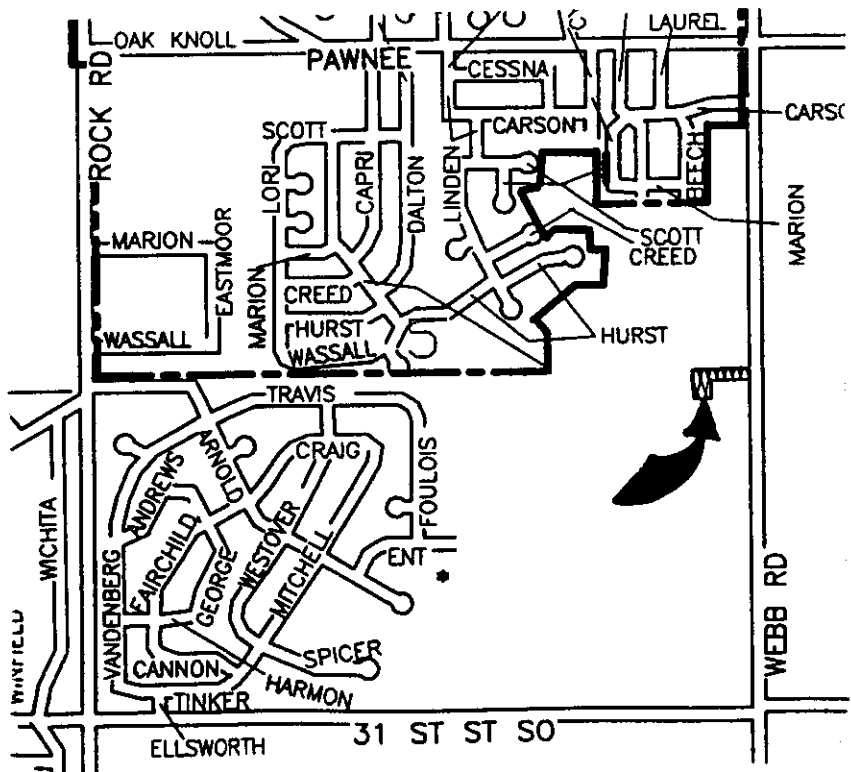 LAUREL
OAK KNOLL
PAWNEE
CESSNA
ROCK RD
CARSON
SCOTT
BEECH
LORI
CAPRI
DALTON
LINDEN
MARION
MARION
EASTMOOR
SCOTT
CREED
CREED
MARION
HURST
HURST
WASSALL
WASSALL
TRAVIS
ARNOLD
CRAIG
ANDREWS
FOULOIS
WICHITA
FAIRCHILD
WESTOVER
MITCHELL
ENT
*
GEORGE
VANDENBERG
WEBB RD
SPICER
CANNON
HARMON
TINKER
31 ST ST SO
ELLSWORTH